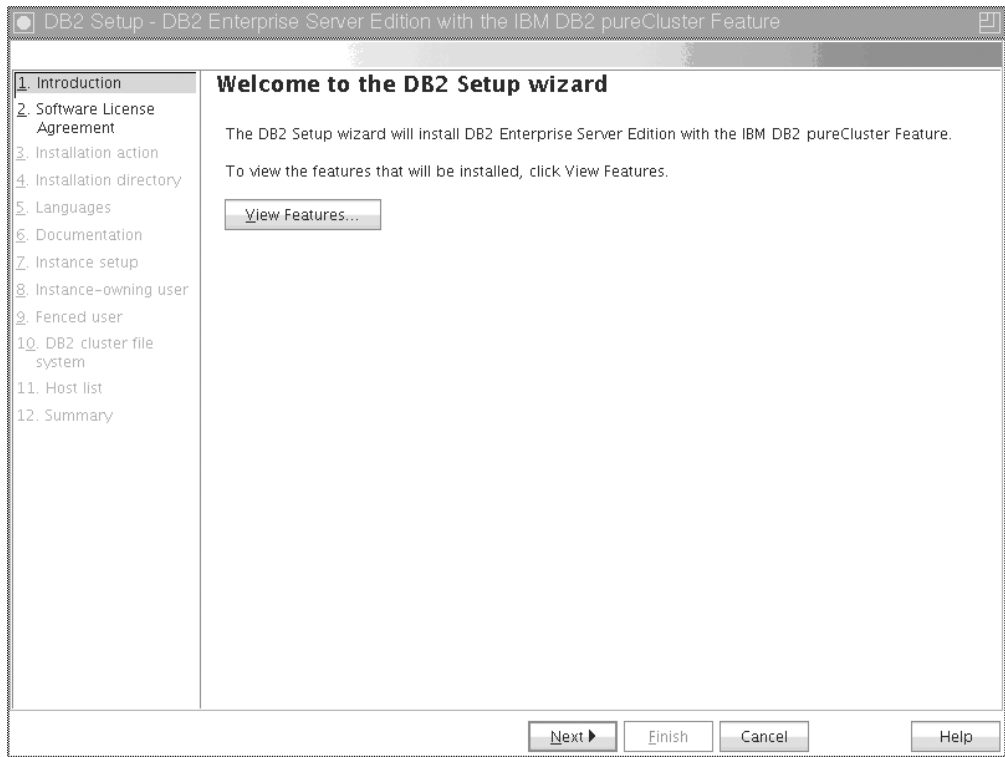 DB2 Setup - DB2 Enterprise Server Edition with the IBM DB2 pureCluster Feature
1. Introduction
2. Software License
Agreement
3. Installation action
4. Installation directory
5. Languages
6. Documentation
7. Instance setup
8. Instance-owning user
9. Fenced user
10. DB2 cluster file
system
11. Host list
12. Summary
Welcome to the DB2 Setup wizard
The DB2 Setup wizard will install DB2 Enterprise Server Edition with the IBM DB2 pureCluster Feature.
To view the features that will be installed, click View Features.
View Features...
Next
Finish
Cancel
Help